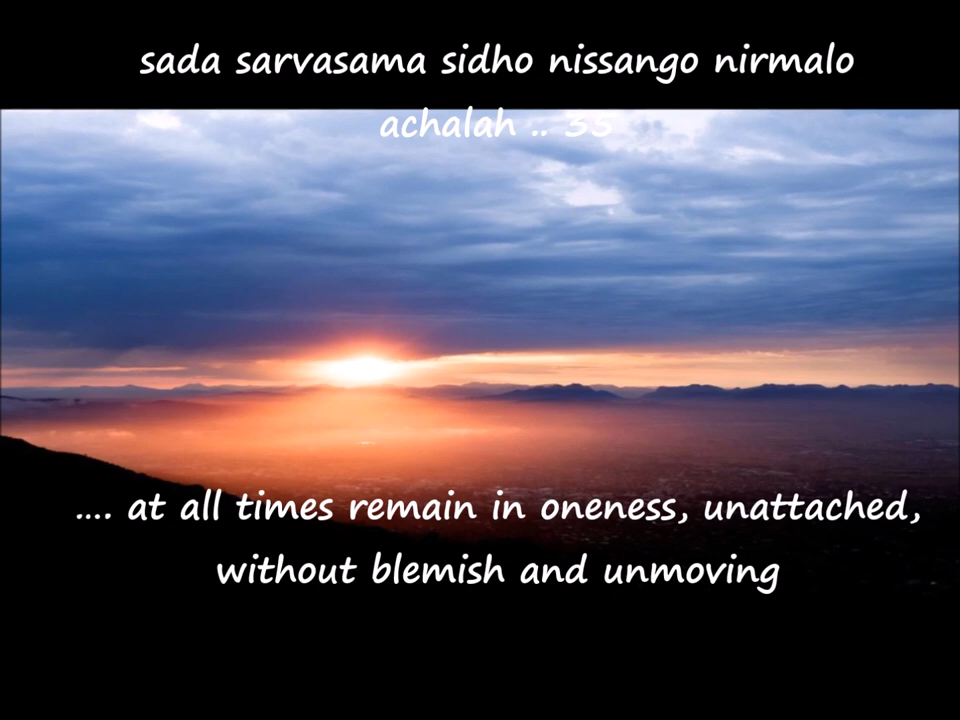 sada sarvasama sidho nissango nirmalo
achalah .. 35
.... at all times remain in oneness, unattached,
without blemish and unmoving